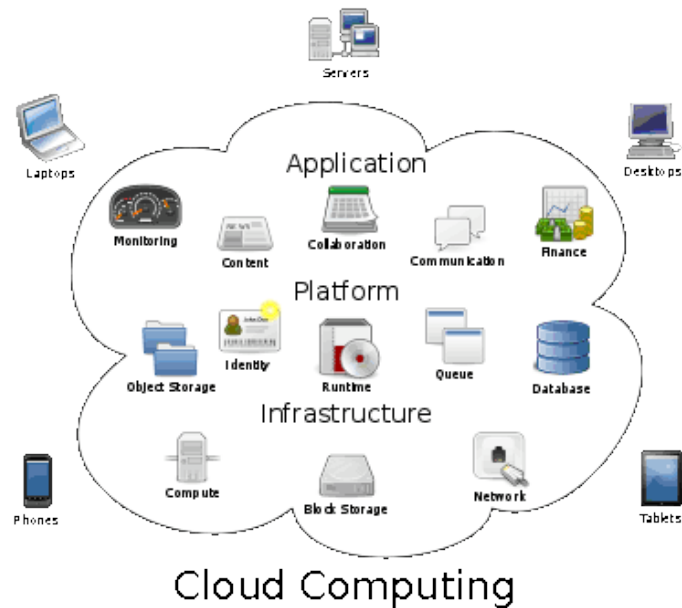 Servers
Laptops
Desktops
Application
Monitoring
Content
Collaboration
Communication
Finance
Platform
Object Storage
Identity
Runtime
Queue
Database
Infrastructure
Compute
Block Storage
Network
Phones
Tablets
Cloud Computing